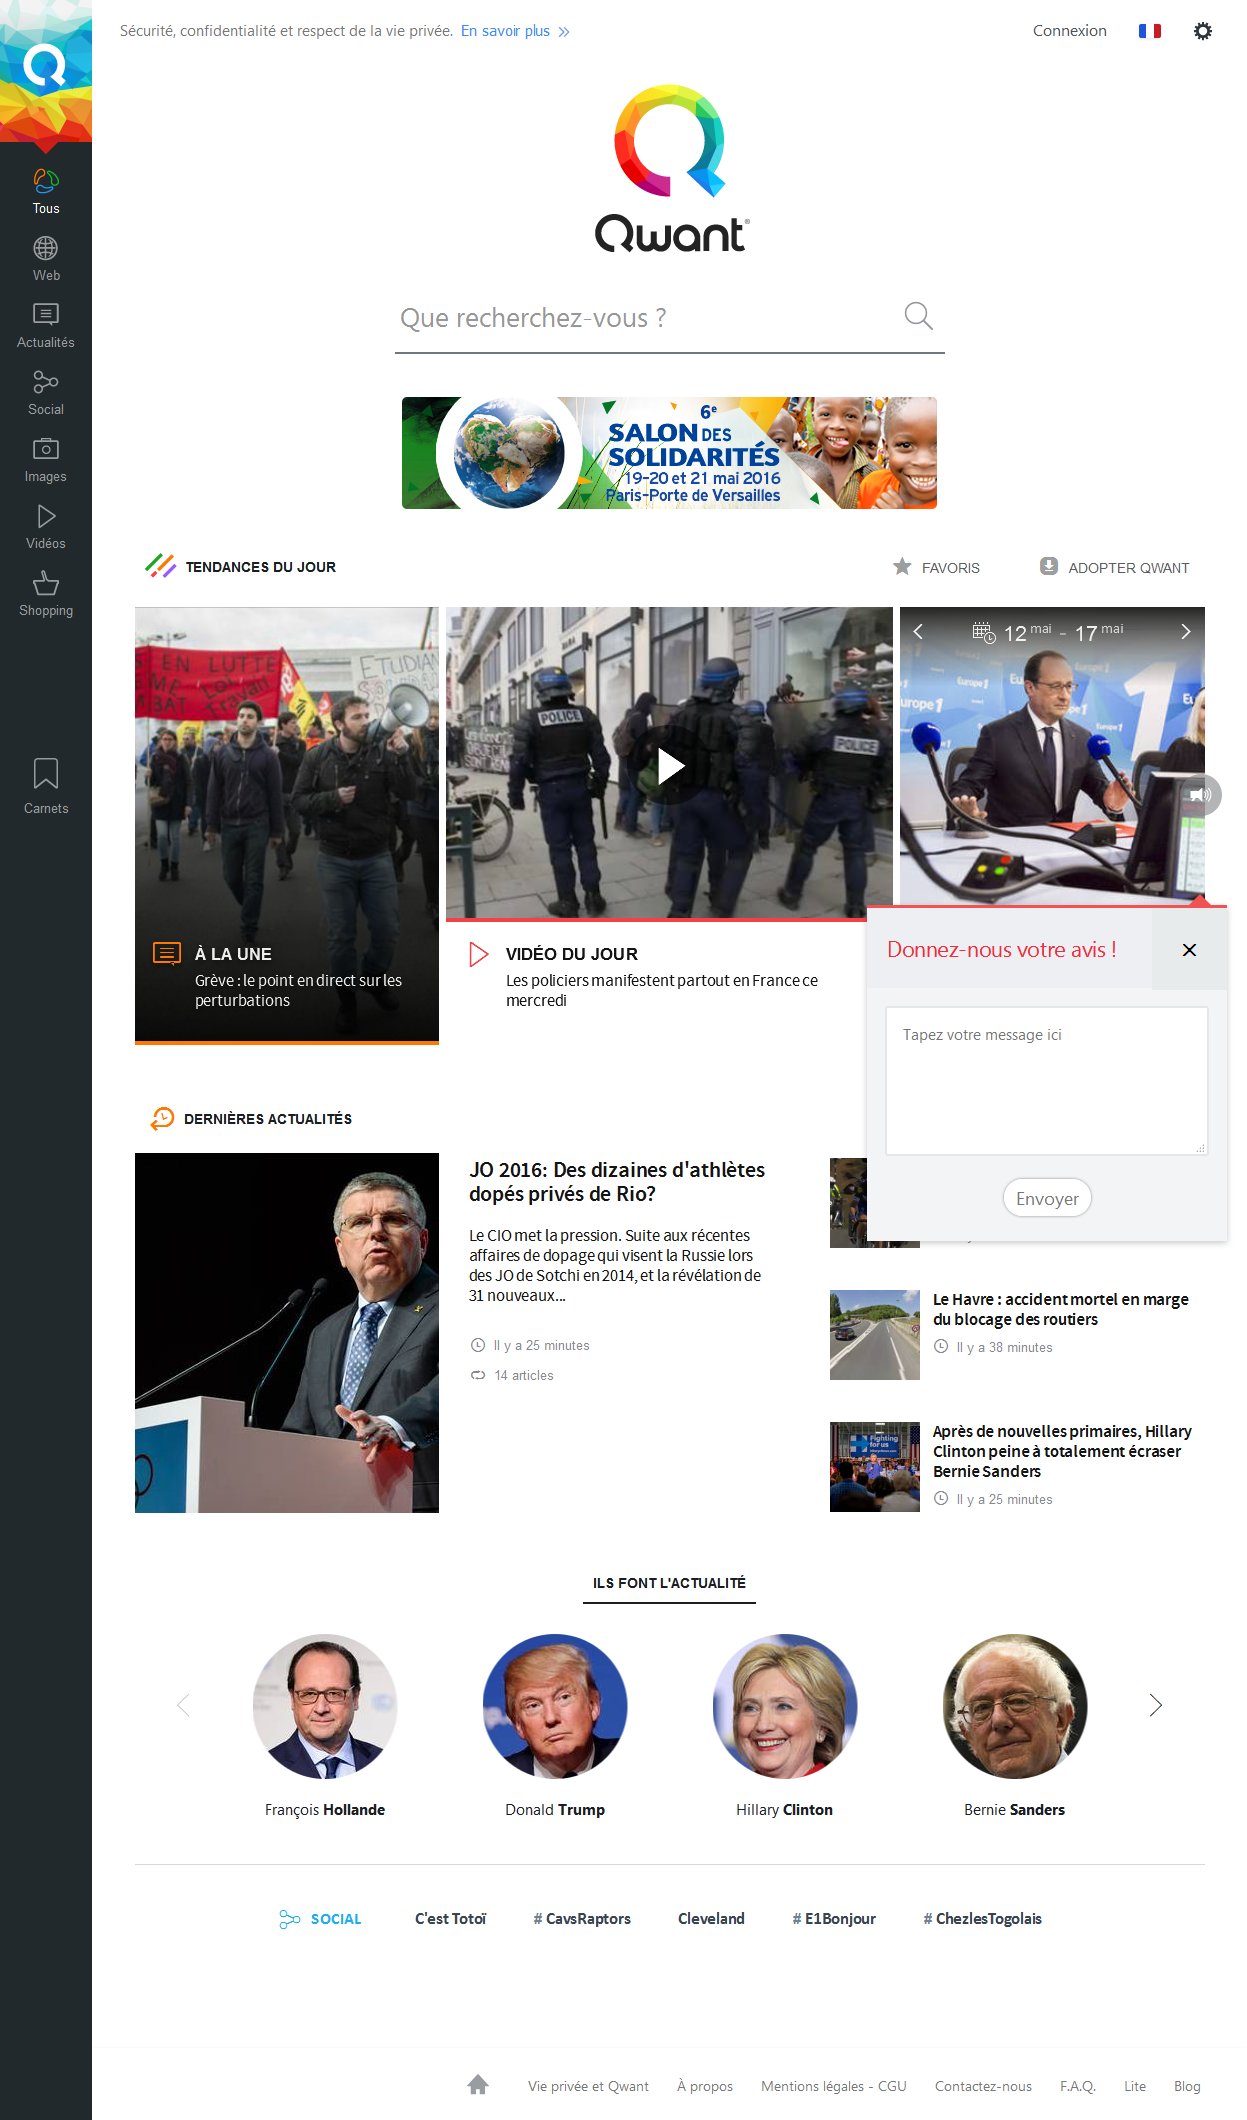 Sécurité, confidentialité et respect de la vie privée. En savoir plus
Connexion
Qwant
Tous
Web
Actualités
Social
Images
Vidéos
Shopping
Carnets
Que recherchez-vous ?
6e
SALON DES
SOLIDARITÉS
19-20 et 21 mai 2016
Paris-Porte de Versailles
TENDANCES DU JOUR
FAVORIS
ADOPTER QWANT
EN LUTTE
ETUDIAN
POLICE
POLICE
12 mai - 17 mai
Europe1
À LA UNE
Grève : le point en direct sur les
perturbations
VIDÉO DU JOUR
Les policiers manifestent partout en France ce
mercredi
Donnez-nous votre avis !
Tapez votre message ici
Envoyer
DERNIÈRES ACTUALITÉS
JO 2016: Des dizaines d'athlètes
dopés privés de Rio?
Le CIO met la pression. Suite aux récentes
affaires de dopage qui visent la Russie lors
des JO de Sotchi en 2014, et la révélation de
31 nouveaux...
Il y a 25 minutes
14 articles
Le Havre : accident mortel en marge
du blocage des routiers
Il y a 38 minutes
Fighting
for us
Après de nouvelles primaires, Hillary
Clinton peine à totalement écraser
Bernie Sanders
Il y a 25 minutes
ILS FONT L'ACTUALITÉ
François Hollande
Donald Trump
Hillary Clinton
Bernie Sanders
SOCIAL
C'est Totoï
# CavsRaptors
Cleveland
# E1Bonjour
# ChezlesTogolais
Vie privée et Qwant
À propos
Mentions légales - CGU
Contactez-nous
F.A.Q.
Lite
Blog